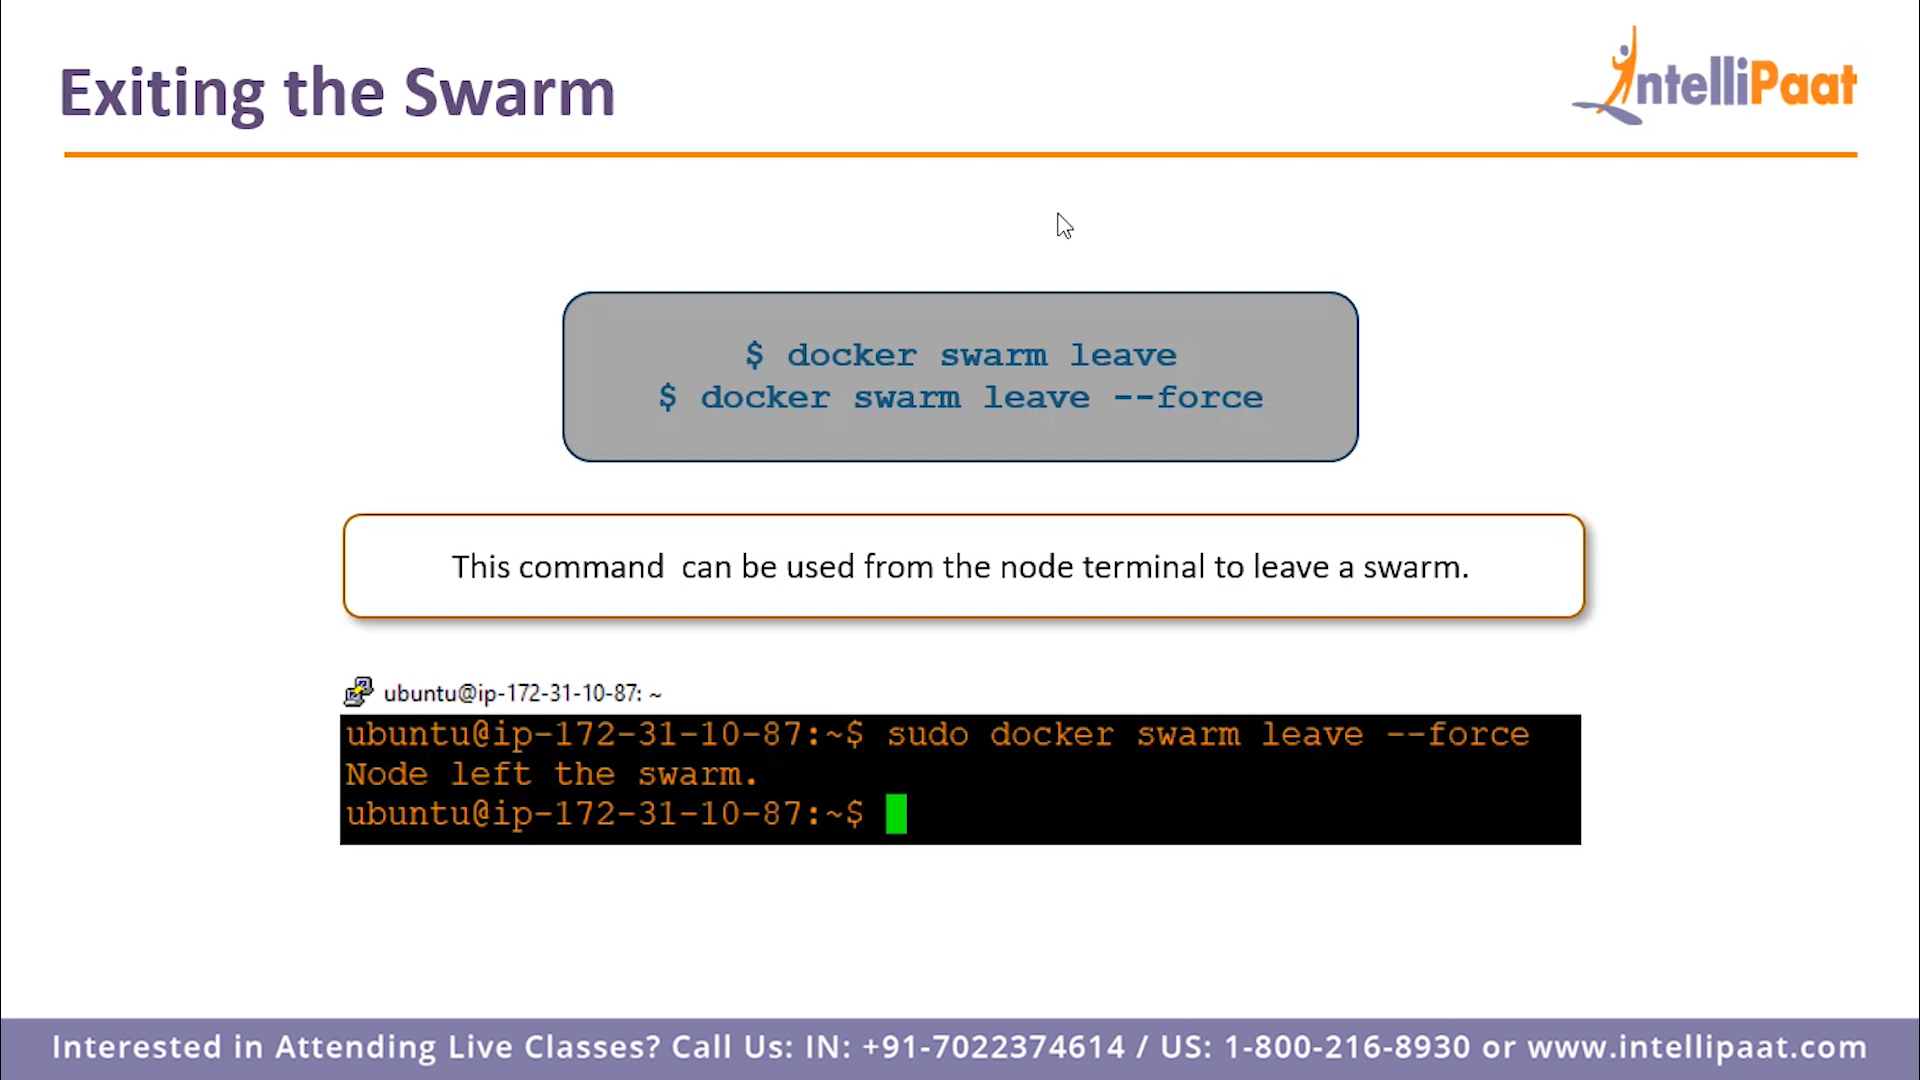 Exiting the Swarm
IntelliPaat
$ docker swarm leave
$ docker swarm leave --force
This command  can be used from the node terminal to leave a swarm.
ubuntu@ip-172-31-10-87: ~
ubuntu@ip-172-31-10-87:~$ sudo docker swarm leave --force
Node left the swarm.
ubuntu@ip-172-31-10-87:~$
Interested in Attending Live Classes? Call Us: IN: +91-7022374614 / US: 1-800-216-8930 or www.intellipaat.com